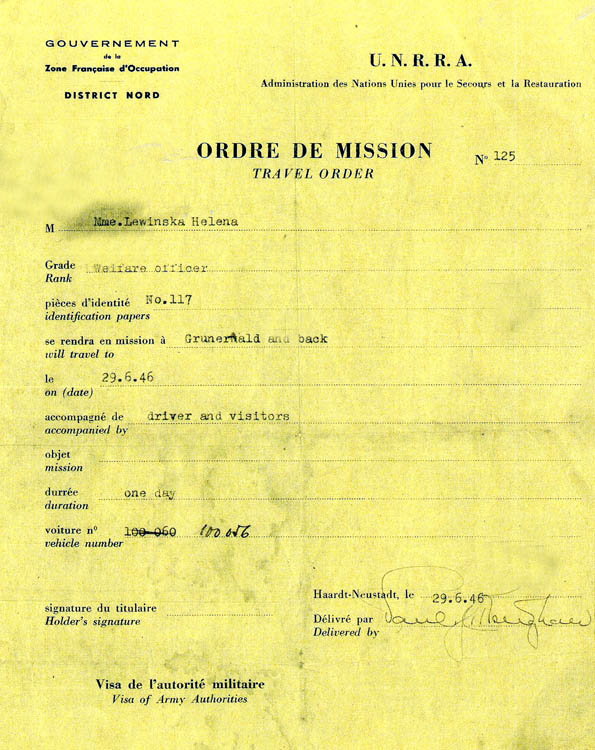 GOUVERNEMENT
de la
Zone Française d'Occupation
DISTRICT NORD
U. N. R. R. A.
Administration des Nations Unies pour le Secours et la Restauration
ORDRE DE MISSION
TRAVEL ORDER
N° 125
M Mme. Lewinska Helena
Grade Welfare officer
Rank
pièces d'identité No. 117
identification papers
se rendra en mission à Grunerwald and back
will travel to
le 29.6.46
on (date)
accompagné de driver and visitors
accompanied by
objet
mission
durrée one day
duration
voiture n° 100-060 100056
vehicle number
Haardt-Neustadt, le 29.6.46
signature du titulaire
Holder's signature
Délivré par
Delivered by
Visa de l'autorité militaire
Visa of Army Authorities